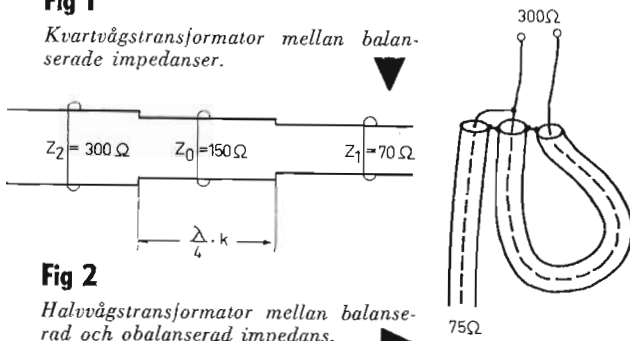 Fig 1
Kvartvågstransformator mellan balan-
serade impedanser.
Z2 = 300 Ω
Z0 =150 Ω
Z1 =70 Ω
λ/4 · k
Fig 2
Halvvågstransformator mellan balanse-
rad och obalanserad impedans.
300Ω
75Ω